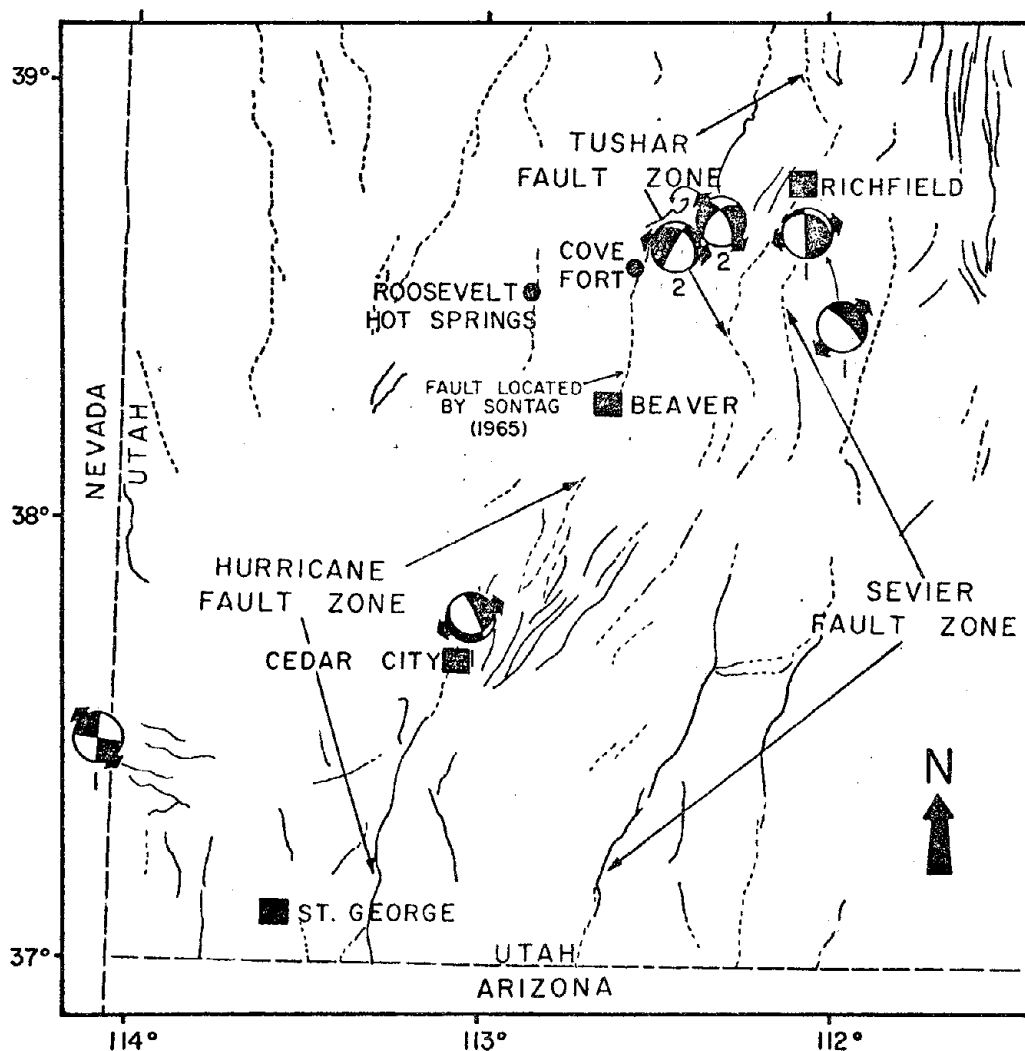 39°
TUSHAR
FAULT ZONE
RICHFIELD
COVE
FORT
2
2
1
ROOSEVELT
HOT SPRINGS
1
FAULT LOCATED
BY SONTAG
(1965)
BEAVER
NEVADA
UTAH
38°
HURRICANE
FAULT ZONE
SEVIER
FAULT ZONE
CEDAR CITY
1
1
N
ST. GEORGE
37°
UTAH
ARIZONA
114°
113°
112°